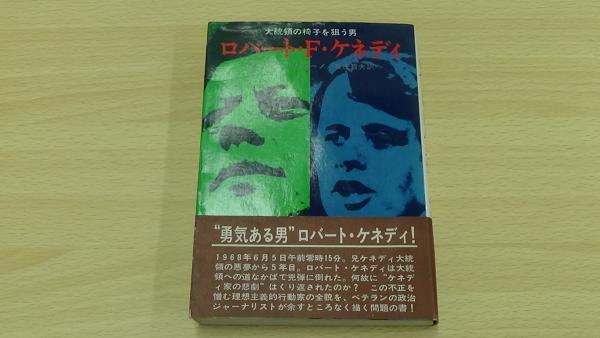 大統領の椅子を狙う男
ロバート・F・ケネディ
“勇気ある男”ロバート・ケネディ!
1968年6月5日午前零時15分。兄ケネディ大統
領の悪夢から5年目。ロバート・ケネディは大統
領への道なかばで兇弾に倒れた。何故に“ケネデ
ィ家の悲劇”はくり返されたのか? この不正を
憎む理想主義的行動家の全貌を、ベテランの政治
ジャーナリストが余すところなく描く問題の書!